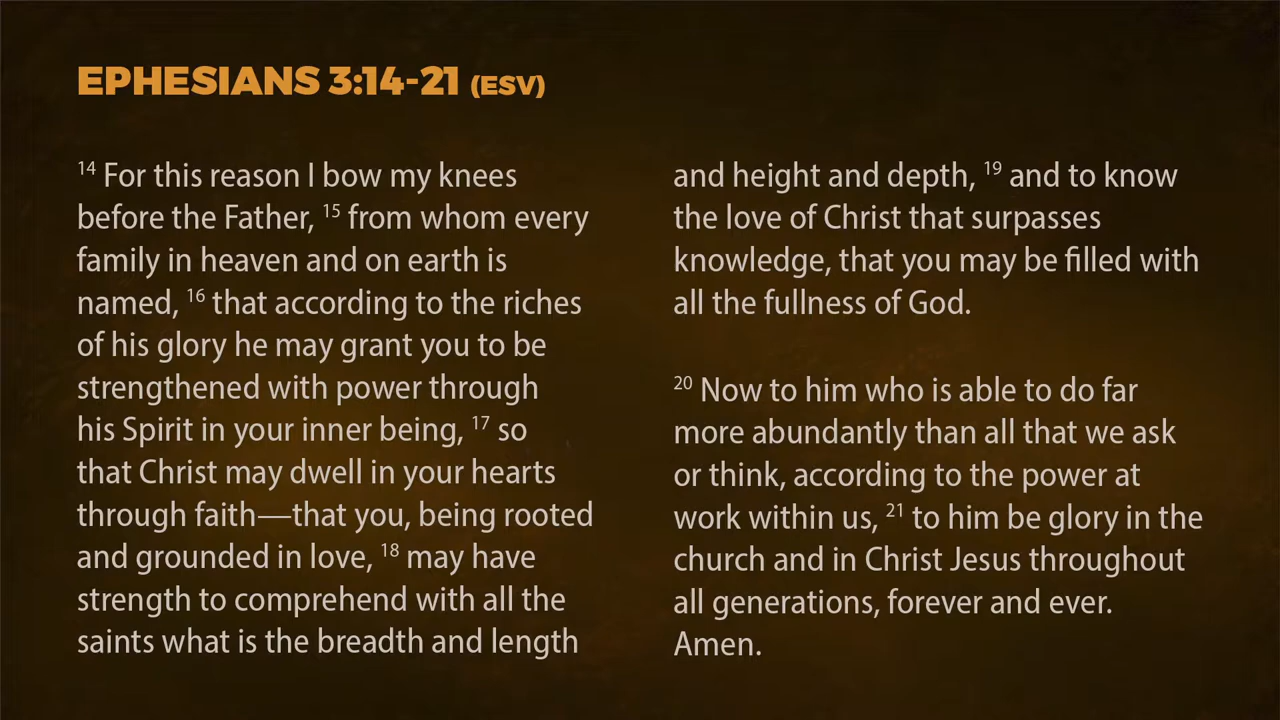 EPHESIANS 3:14-21 (ESV)
14 For this reason I bow my knees
before the Father, 15 from whom every
family in heaven and on earth is
named, 16 that according to the riches
of his glory he may grant you to be
strengthened with power through
his Spirit in your inner being, 17 so
that Christ may dwell in your hearts
through faith—that you, being rooted
and grounded in love, 18 may have
strength to comprehend with all the
saints what is the breadth and length
and height and depth, 19 and to know
the love of Christ that surpasses
knowledge, that you may be filled with
all the fullness of God.
20 Now to him who is able to do far
more abundantly than all that we ask
or think, according to the power at
work within us, 21 to him be glory in the
church and in Christ Jesus throughout
all generations, forever and ever.
Amen.